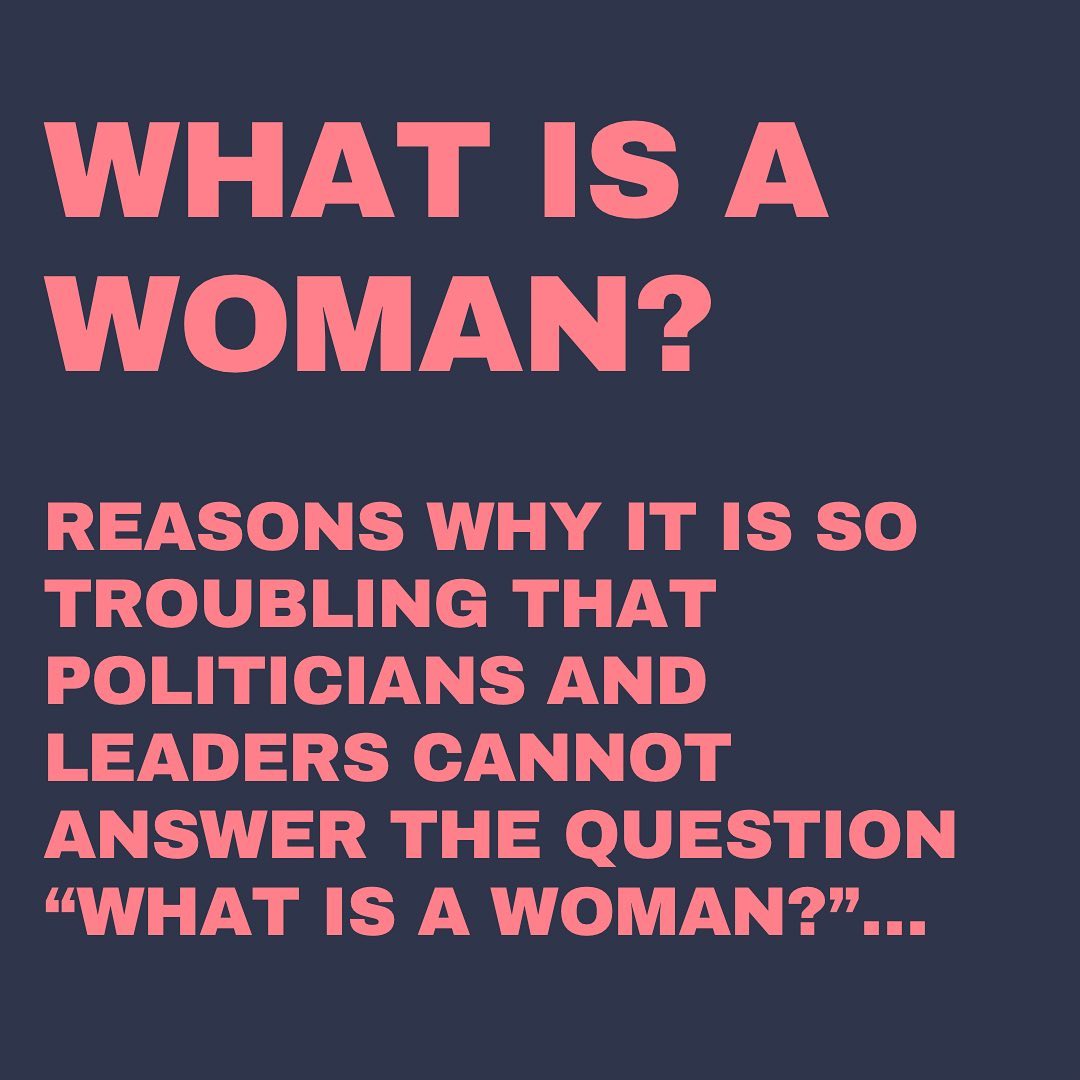 WHAT IS A
WOMAN?
REASONS WHY IT IS SO
TROUBLING THAT
POLITICIANS AND
LEADERS CANNOT
ANSWER THE QUESTION
“WHAT IS A WOMAN?”...